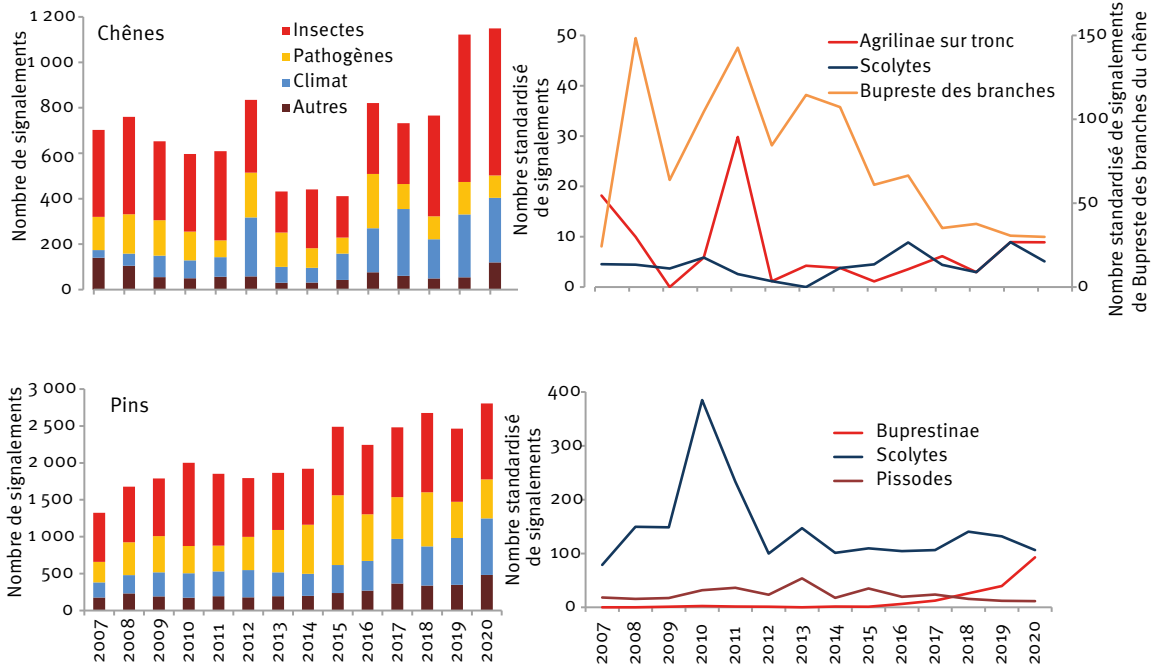 Chênes
Insectes
Pathogènes
Climat
Autres
Nombre de signalements
1 200
1 000
800
600
400
200
0
Agrilinae sur tronc
Scolytes
Bupreste des branches
Nombre standardisé
de signalements
50
40
30
20
10
0
150
100
50
0
Nombre standardisé de signalements
de Bupreste des branches du chêne
Pins
Nombre de signalements
3 000
2 500
2 000
1 500
1 000
500
0
2007
2008
2009
2010
2011
2012
2013
2014
2015
2016
2017
2018
2019
2020
Buprestinae
Scolytes
Pissodes
Nombre standardisé
de signalements
400
300
200
100
0
2007
2008
2009
2010
2011
2012
2013
2014
2015
2016
2017
2018
2019
2020